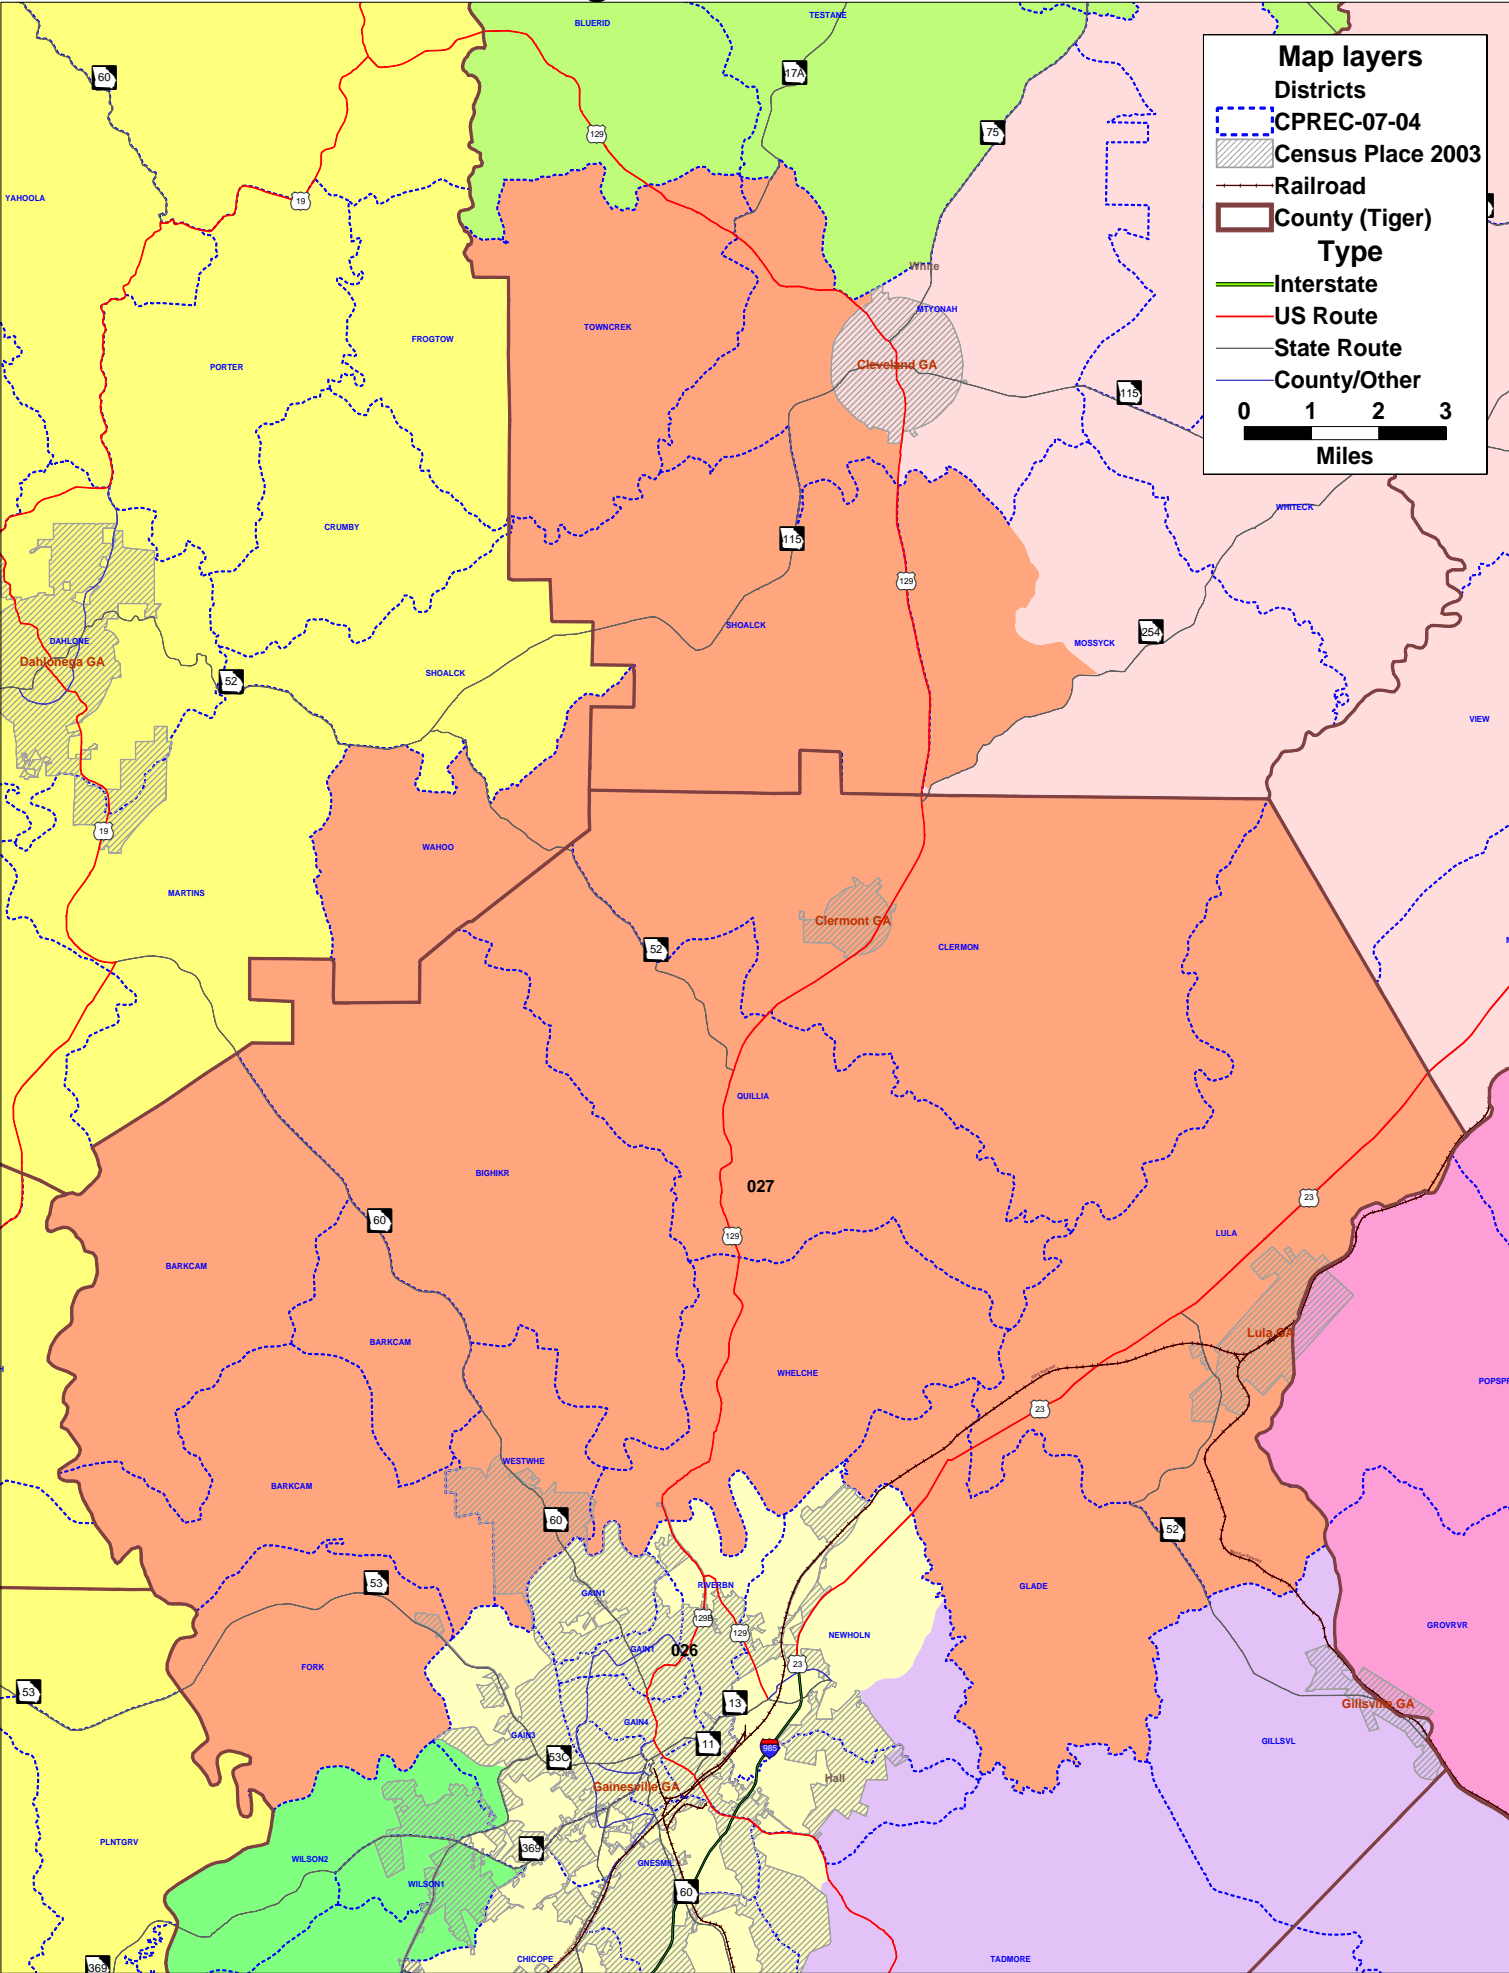 BLUERID
TESTANE
60
17A
75
129
19
YAHOOLA
Map layers
Districts
CPREC-07-04
Census Place 2003
Railroad
County (Tiger)
Type
Interstate
US Route
State Route
County/Other
0 1 2 3
Miles
White
MTYONAH
TOWNCREK
FROGTOW
PORTER
Cleveland GA
115
WHITECK
CRUMBY
115
129
DAHLONE
Dahlonega GA
SHOALCK
254
MOSSYCK
SHOALCK
52
VIEW
19
WAHOO
MARTINS
Clermont GA
CLERMON
52
QUILLIA
BIGHIKR
027
23
60
129
LULA
BARKCAM
BARKCAM
Lula GA
WHELCHE
POPSPR
23
WESTWHE
BARKCAM
60
52
53
GAIN1
RIVERBN
GLADE
129B
129
NEWHOLN
GROVRVR
GAIN1
026
FORK
23
53
13
Gillsville GA
GAIN3
GAIN4
11
985
GILLSVL
53C
Gainesville GA
Hall
PLNTGRV
369
WILSON2
GNESMIL
WILSON1
60
CHICOPE
TADMORE
369